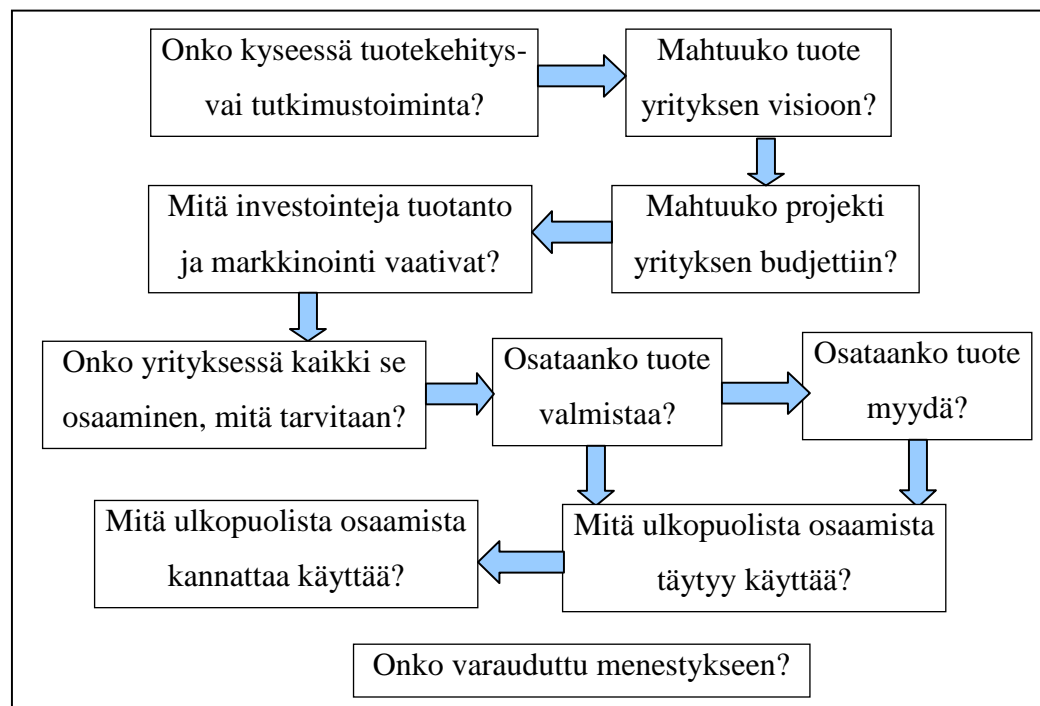 Onko kyseessä tuotekehitys-
vai tutkimustoiminta?
Mahtuuko tuote
yrityksen visioon?
Mahtuuko projekti
yrityksen budjettiin?
Mitä investointeja tuotanto
ja markkinointi vaativat?
Onko yrityksessä kaikki se
osaaminen, mitä tarvitaan?
Osataanko tuote
valmistaa?
Osataanko tuote
myydä?
Mitä ulkopuolista osaamista
täytyy käyttää?
Mitä ulkopuolista osaamista
kannattaa käyttää?
Onko varauduttu menestykseen?